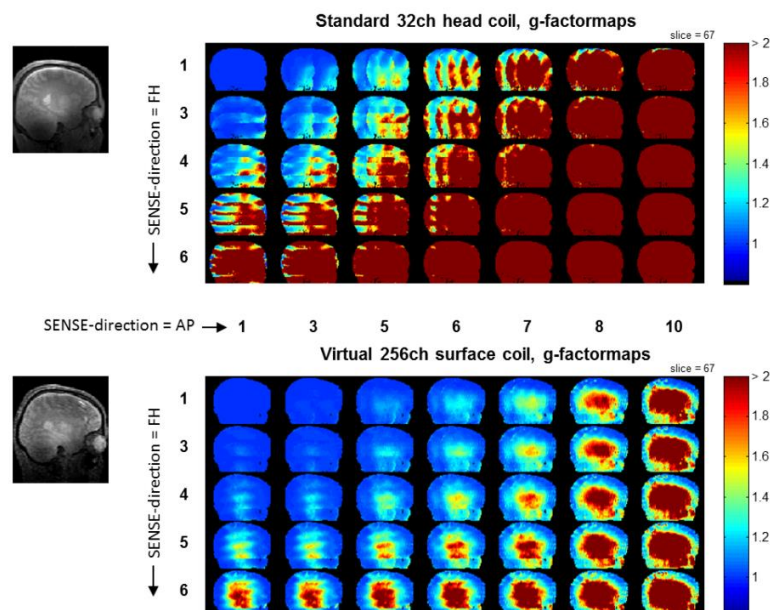 Standard 32ch head coil, g-factormaps
slice = 67
SENSE-direction = FH
1
3
4
5
6
> 2
1.8
1.6
1.4
1.2
1
SENSE-direction = AP
1 3 5 6 7 8 10
Virtual 256ch surface coil, g-factormaps
slice = 67
SENSE-direction = FH
1
3
4
5
6
> 2
1.8
1.6
1.4
1.2
1